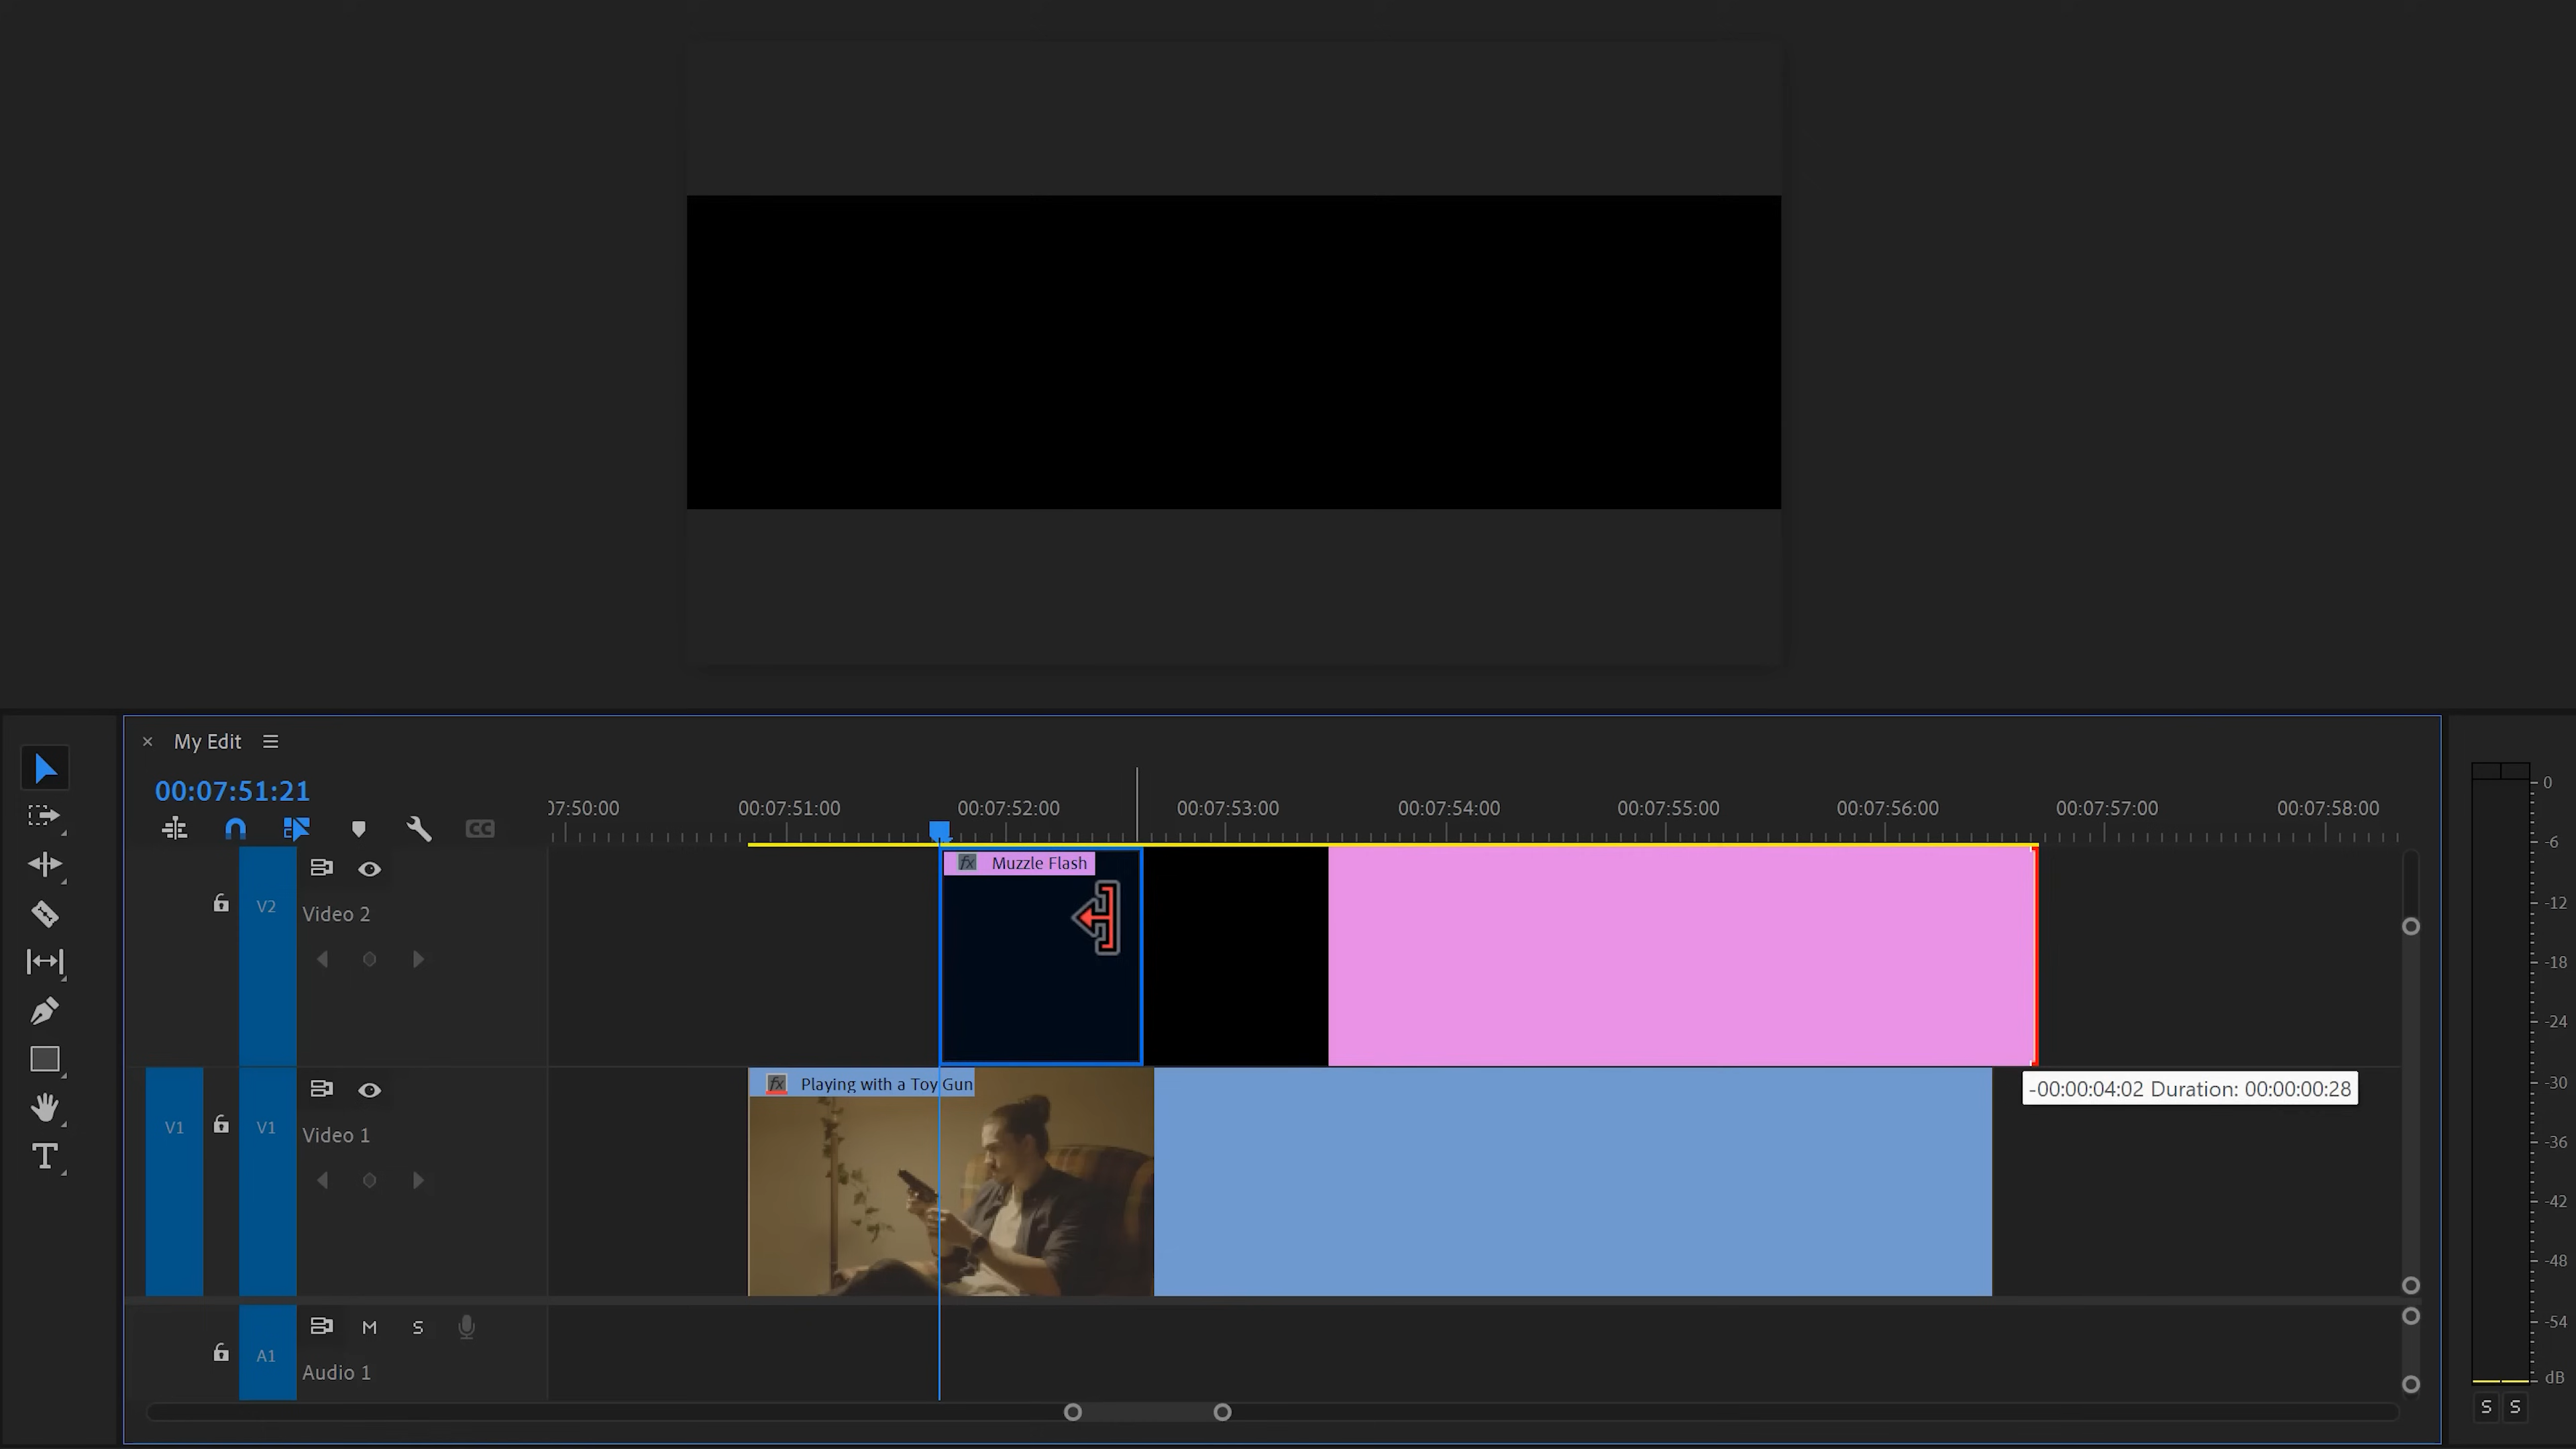 My Edit
00:07:51:21
07:50:00 00:07:51:00 00:07:52:00 00:07:53:00 00:07:54:00 00:07:55:00 00:07:56:00 00:07:57:00 00:07:58:00
CC
fx Muzzle Flash
V2
Video 2
fx Playing with a Toy Gun
-00:00:04:02 Duration: 00:00:00:28
V1
V1
Video 1
M S
A1
Audio 1
T
0
-6
-12
-18
-24
-30
-36
-42
-48
-54
dB
S S